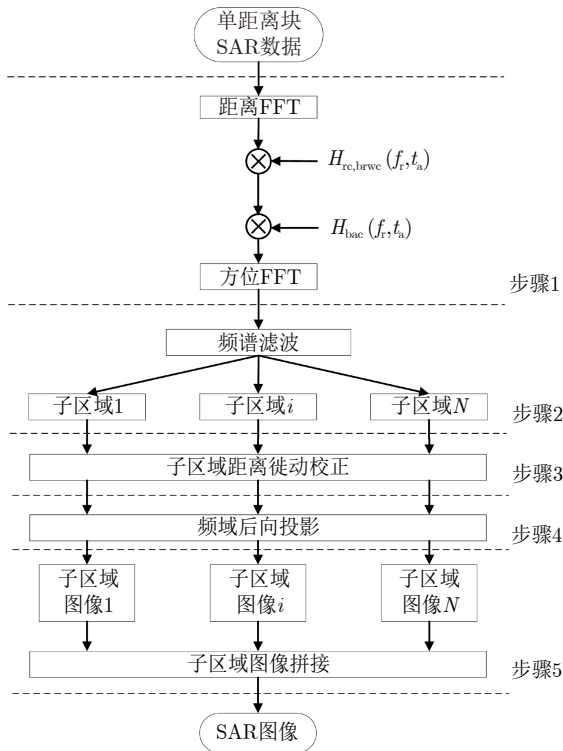 单距离块
SAR数据
距离FFT
H_rc,brwc (f_r,t_a)
H_bac (f_r,t_a)
方位FFT
步骤1
频谱滤波
子区域1 子区域i 子区域N
步骤2
子区域距离徙动校正
步骤3
频域后向投影
步骤4
子区域 子区域 子区域
图像1 图像i 图像N
子区域图像拼接
步骤5
SAR图像